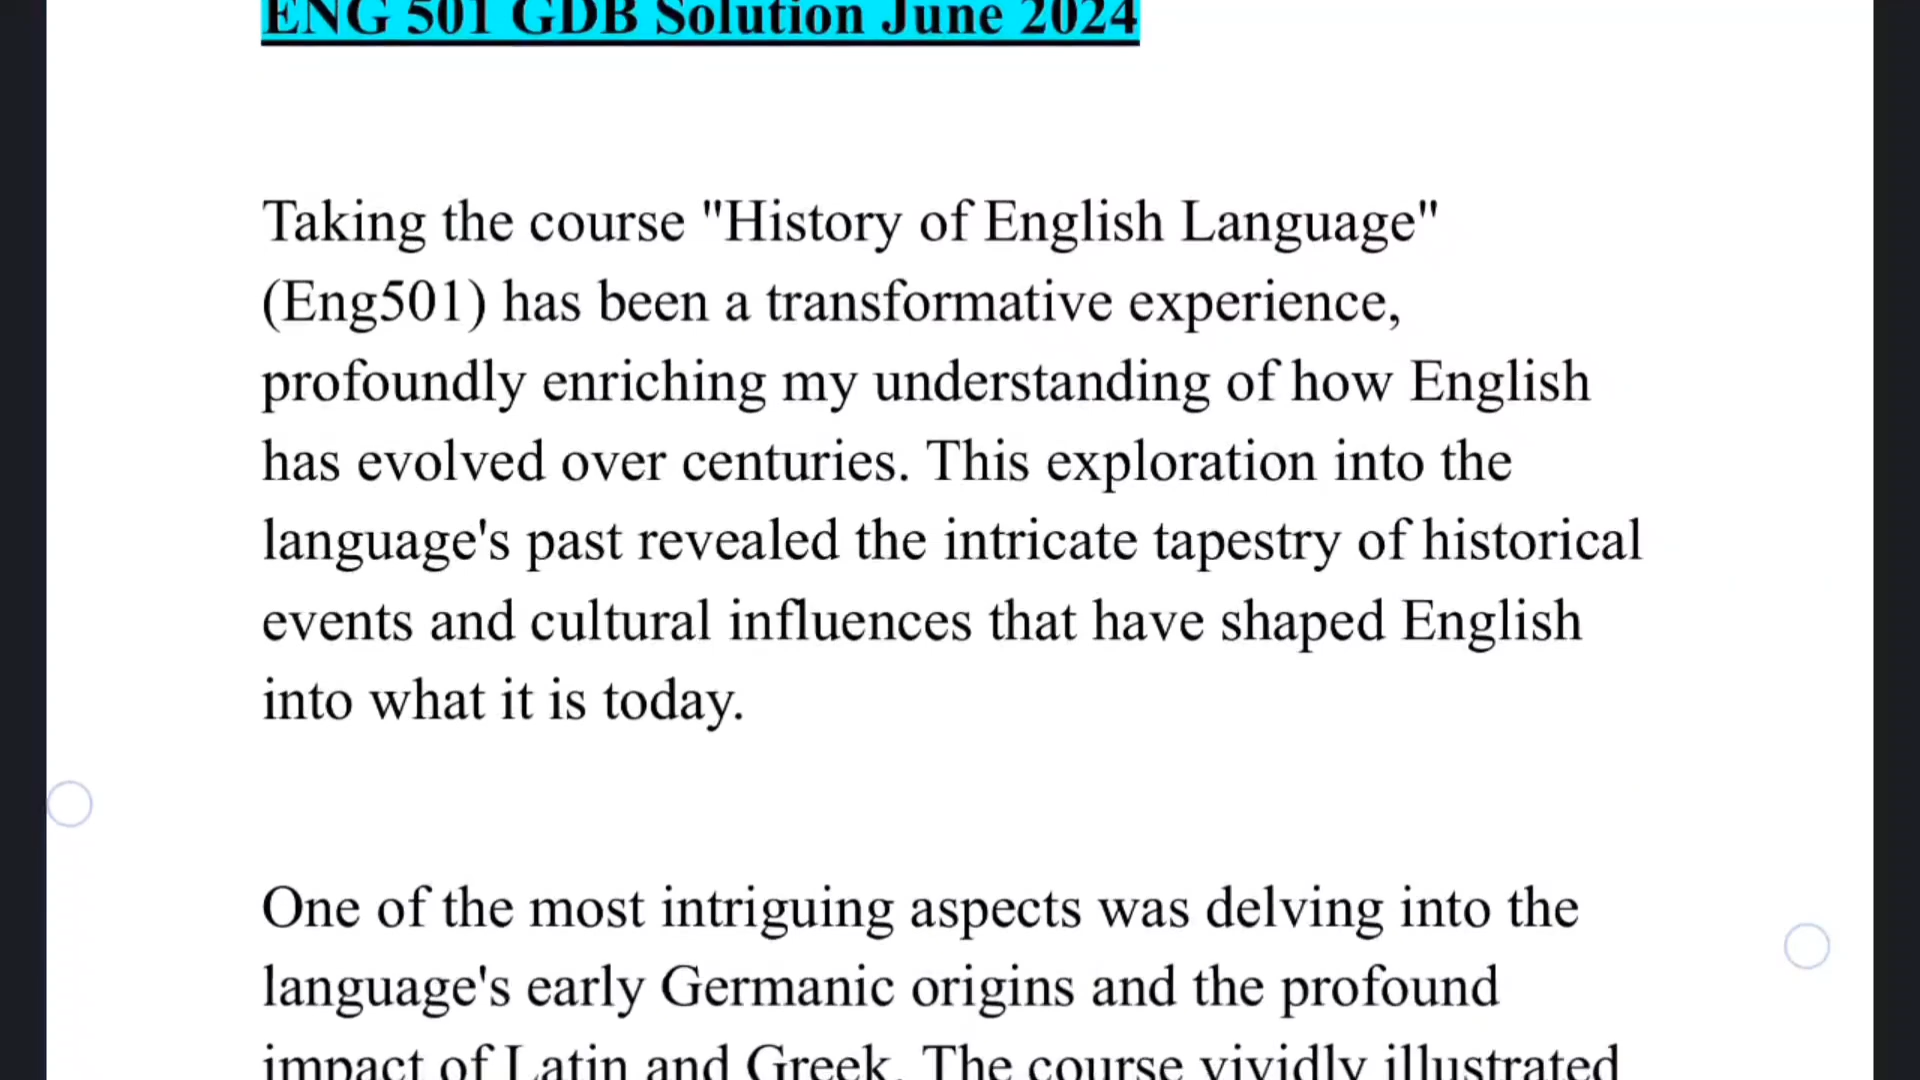 ENG 501 GDB Solution June 2024
Taking the course "History of English Language"
(Eng501) has been a transformative experience,
profoundly enriching my understanding of how English
has evolved over centuries. This exploration into the
language's past revealed the intricate tapestry of historical
events and cultural influences that have shaped English
into what it is today.
One of the most intriguing aspects was delving into the
language's early Germanic origins and the profound
impact of Latin and Greek. The course vividly illustrated